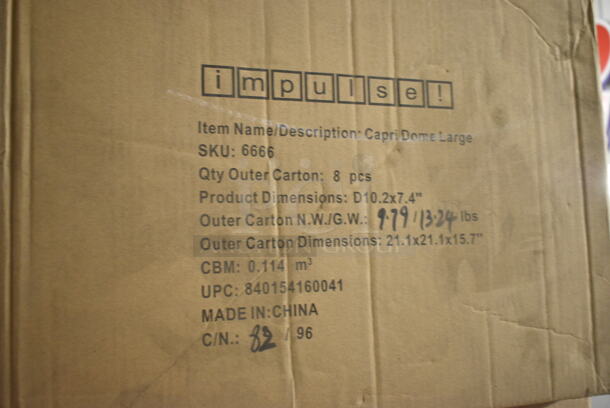 impulse!
Item Name/Description: Capri Dome Large
SKU: 6666
Qty Outer Carton: 8 pcs
Product Dimensions: D10.2x7.4"
Outer Carton N.W./G.W.: 9.79 / 13.24 lbs
Outer Carton Dimensions: 21.1x21.1x15.7"
CBM: 0.114 m³
UPC: 840154160041
MADE IN:CHINA
C/N.: 82 / 96